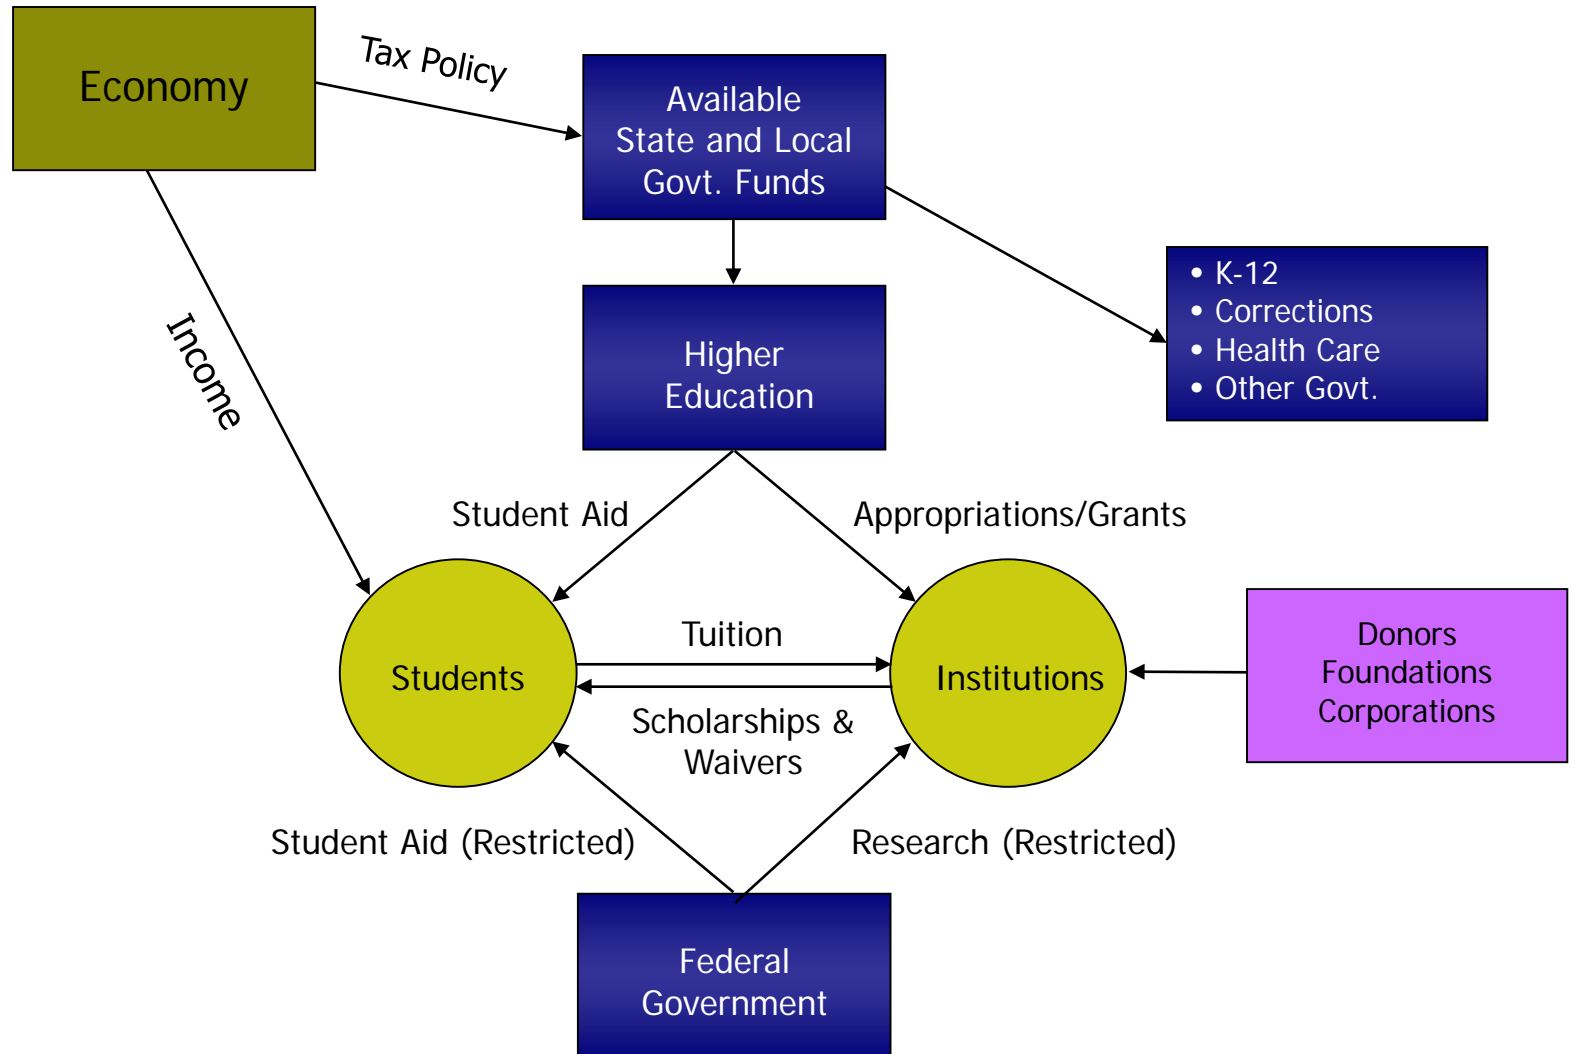 Economy
Tax Policy
Available
State and Local
Govt. Funds
• K-12
• Corrections
• Health Care
• Other Govt.
Higher
Education
Income
Student Aid
Appropriations/Grants
Tuition
Students
Institutions
Scholarships &
Waivers
Donors
Foundations
Corporations
Student Aid (Restricted)
Research (Restricted)
Federal
Government